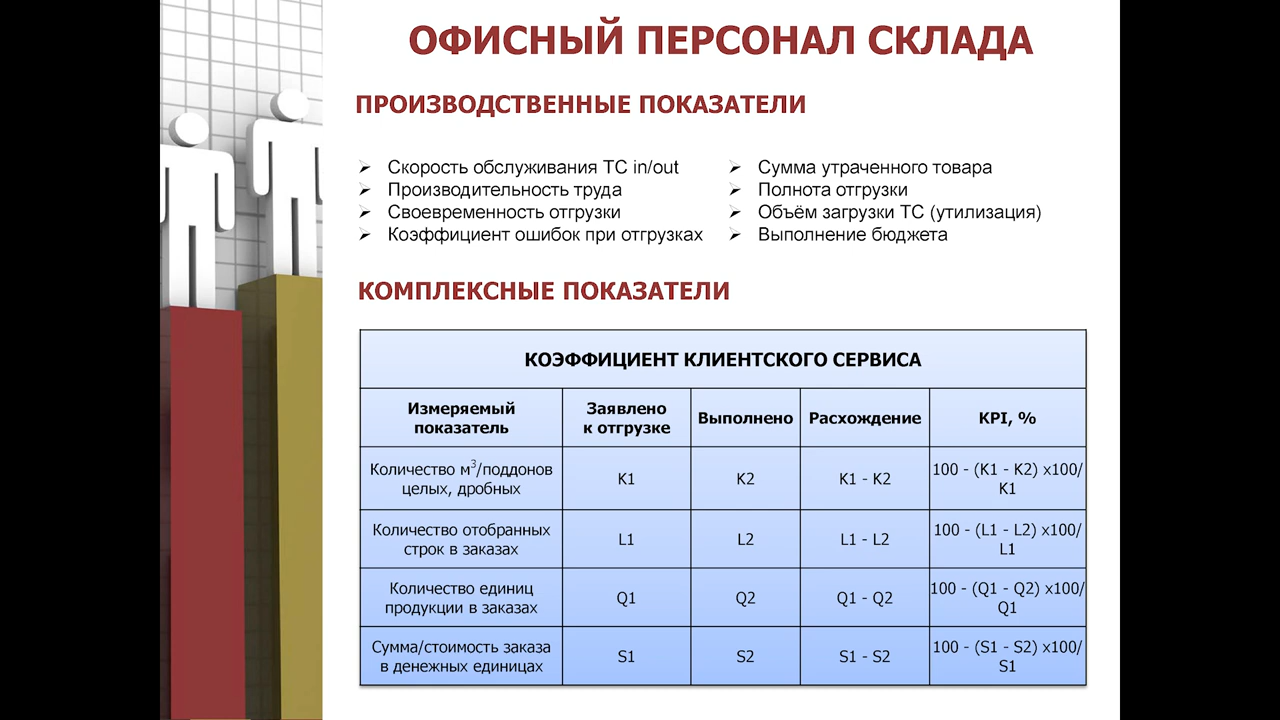 ОФИСНЫЙ ПЕРСОНАЛ СКЛАДА
ПРОИЗВОДСТВЕННЫЕ ПОКАЗАТЕЛИ
Скорость обслуживания ТС in/out
Производительность труда
Своевременность отгрузки
Коэффициент ошибок при отгрузках
Сумма утраченного товара
Полнота отгрузки
Объём загрузки ТС (утилизация)
Выполнение бюджета
КОМПЛЕКСНЫЕ ПОКАЗАТЕЛИ
КОЭФФИЦИЕНТ КЛИЕНТСКОГО СЕРВИСА
Измеряемый
показатель
Заявлено
к отгрузке
Выполнено
Расхождение
KPI, %
Количество м³/поддонов
целых, дробных
K1
K2
K1 - K2
100 - (K1 - K2) x100/
K1
Количество отобранных
строк в заказах
L1
L2
L1 - L2
100 - (L1 - L2) x100/
L1
Количество единиц
продукции в заказах
Q1
Q2
Q1 - Q2
100 - (Q1 - Q2) x100/
Q1
Сумма/стоимость заказа
в денежных единицах
S1
S2
S1 - S2
100 - (S1 - S2) x100/
S1